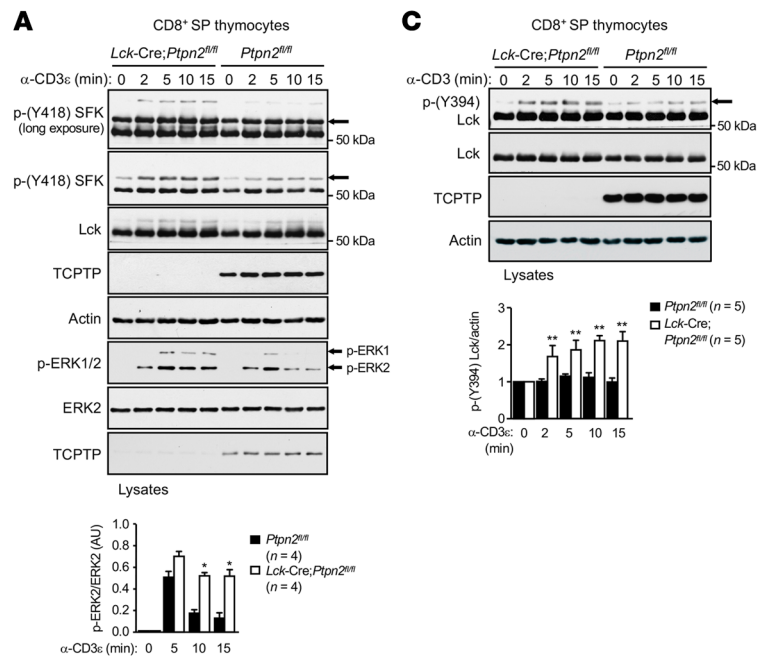 A
CD8+ SP thymocytes
Lck-Cre;Ptpn2fl/fl Ptpn2fl/fl
α-CD3ε (min): 0 2 5 10 15 0 2 5 10 15
p-(Y418) SFK
(long exposure)
50 kDa
p-(Y418) SFK
Lck
50 kDa
TCPTP
Actin
p-ERK1/2
p-ERK1
p-ERK2
ERK2
TCPTP
Lysates
p-ERK2/ERK2 (AU)
1.0
0.8
0.6
0.4
0.2
0
* *
Ptpn2fl/fl
(n = 4)
Lck-Cre;Ptpn2fl/fl
(n = 4)
α-CD3ε (min): 0 5 10 15
C
CD8+ SP thymocytes
Lck-Cre;Ptpn2fl/fl Ptpn2fl/fl
α-CD3 (min): 0 2 5 10 15 0 2 5 10 15
p-(Y394)
Lck
50 kDa
Lck
50 kDa
TCPTP
Actin
Lysates
p-(Y394) Lck/actin
3
2
1
0
** ** ** **
Ptpn2fl/fl (n = 5)
Lck-Cre;
Ptpn2fl/fl (n = 5)
α-CD3ε: 0 2 5 10 15
(min)